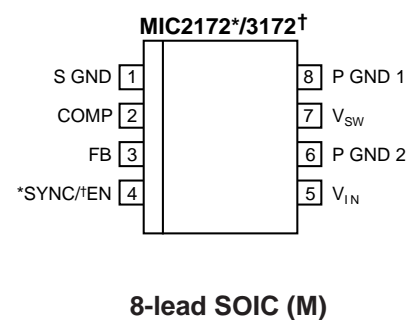 MIC2172*/3172†
S GND 1
COMP 2
FB 3
*SYNC/†EN 4
8 P GND 1
7 VSW
6 P GND 2
5 VIN
8-lead SOIC (M)